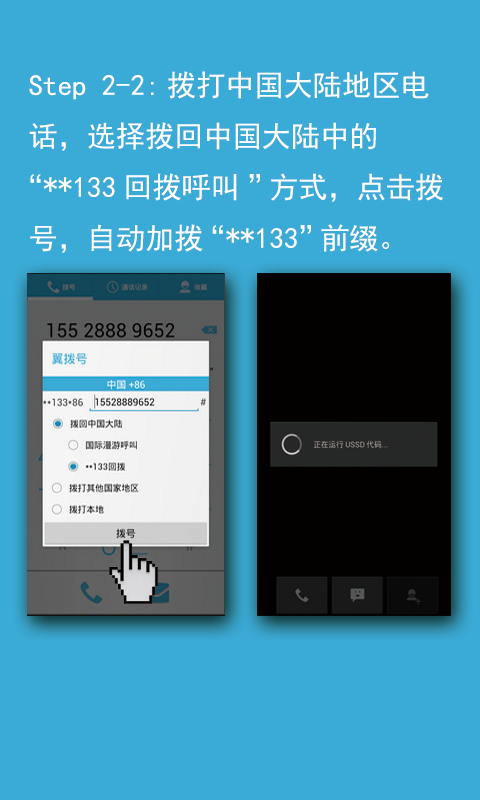 Step 2-2: 拨打中国大陆地区电
话，选择拨回中国大陆中的
“**133 回拨呼叫 ” 方式，点击拨
号，自动加拨 “**133” 前缀。
拨号 通话记录 收藏
155 2888 9652
翼拨号
中国 +86
**133*86 15528889652 #
拨回中国大陆
国际漫游呼叫
**133回拨
拨打其他国家地区
拨打本地
拨号
正在运行 USSD 代码...